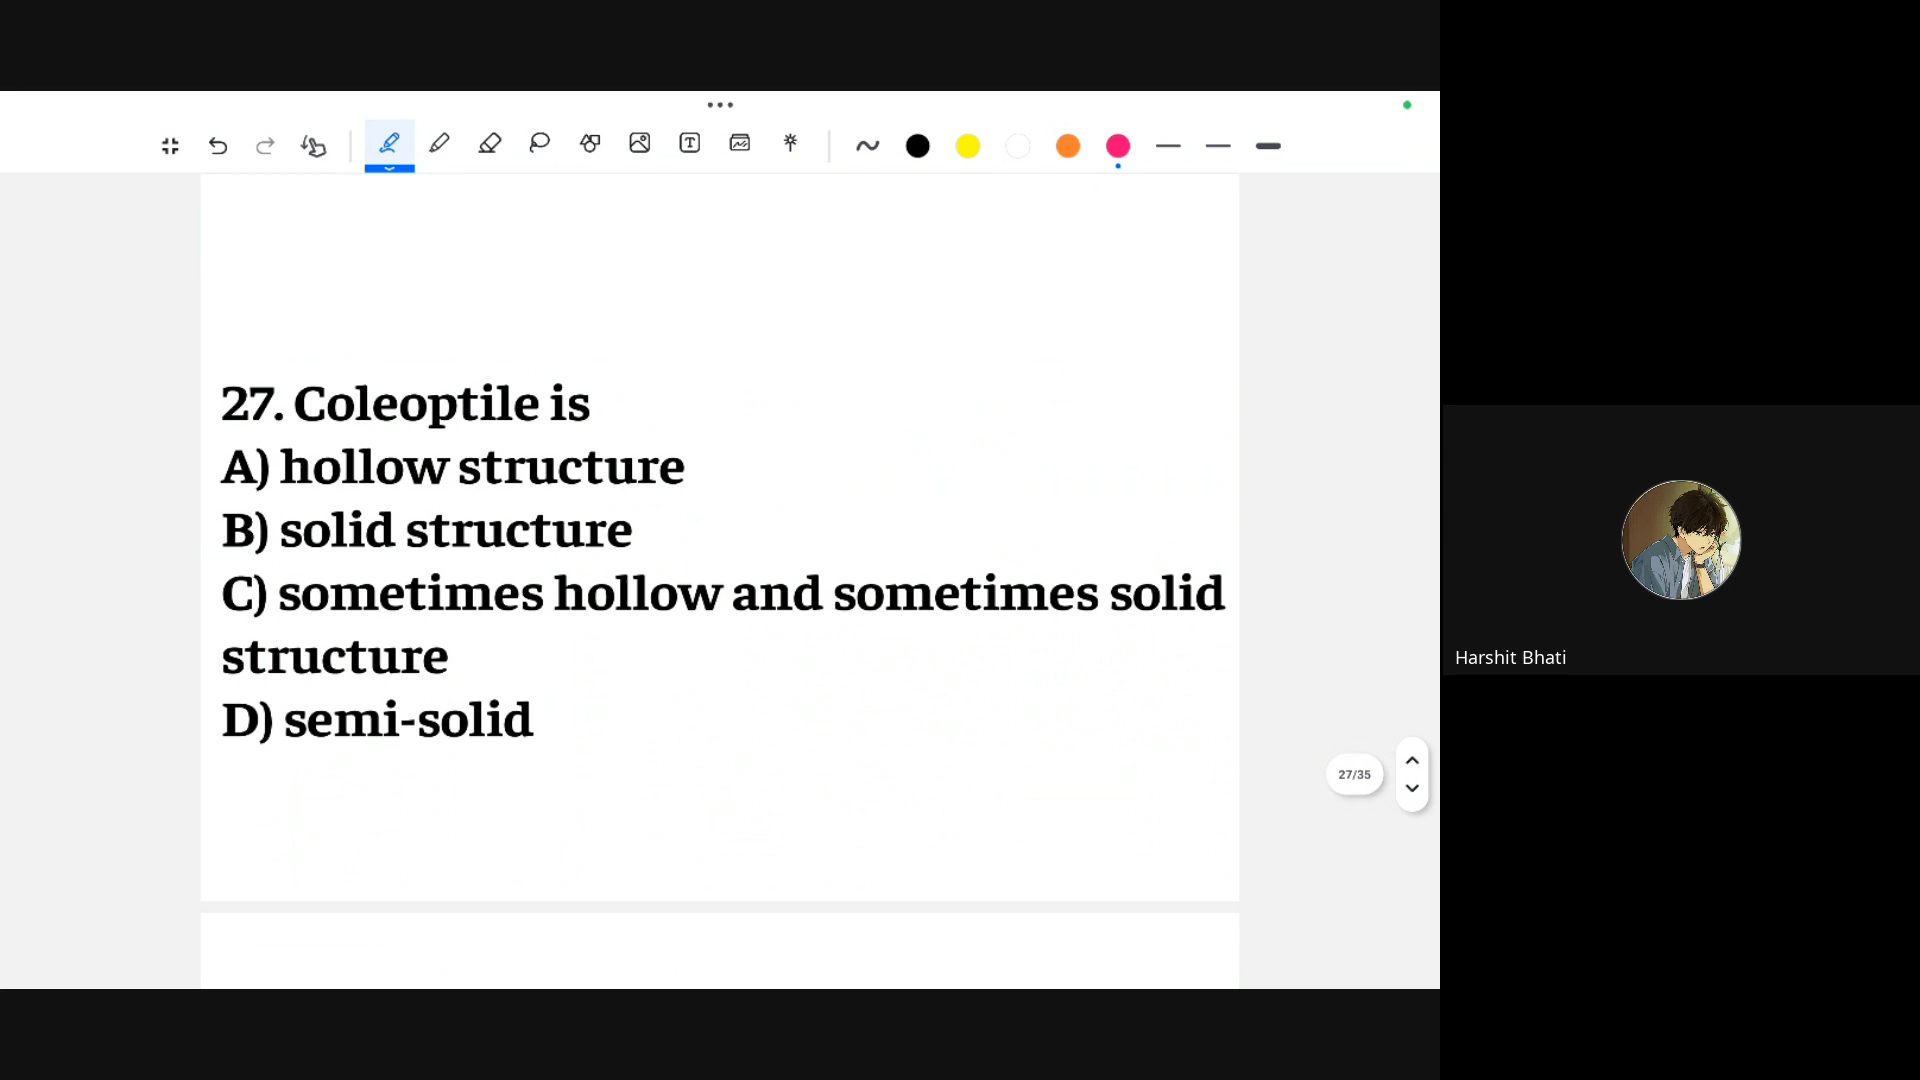 27. Coleoptile is
A) hollow structure
B) solid structure
C) sometimes hollow and sometimes solid
structure
D) semi-solid
Harshit Bhati
27/35